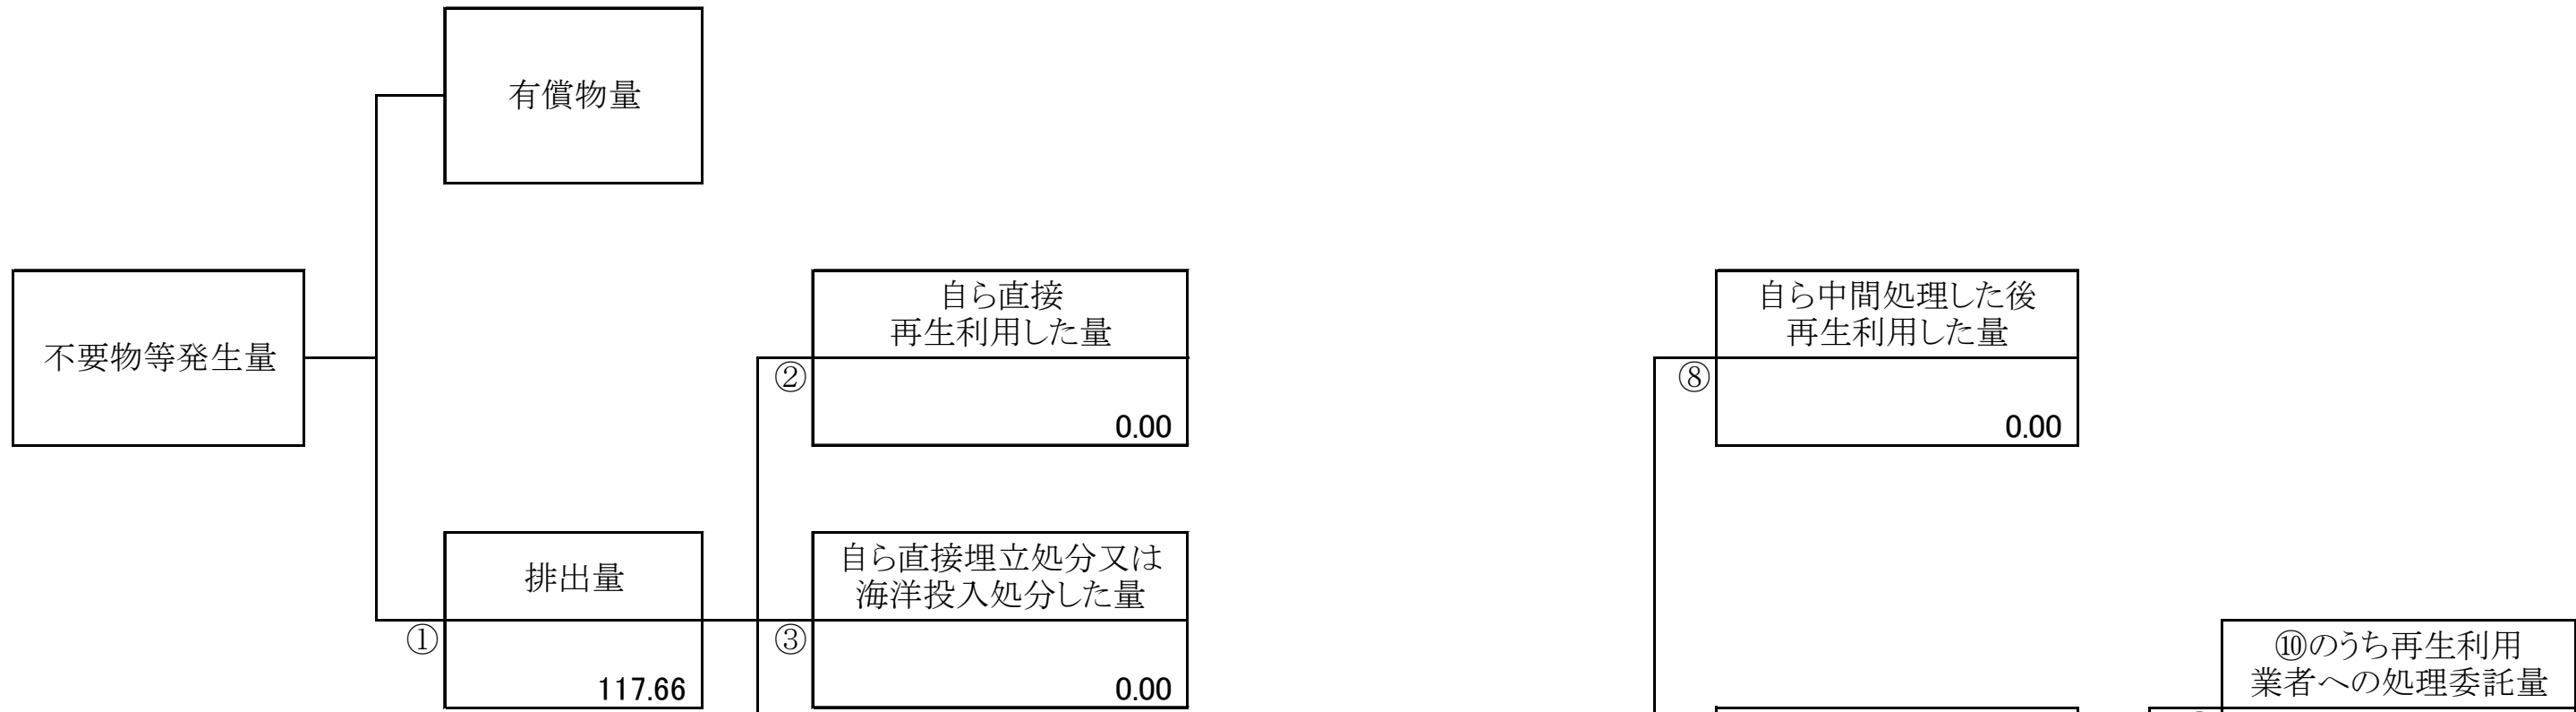 有償物量
不要物等発生量
自ら直接
再生利用した量
②
0.00
自ら中間処理した後
再生利用した量
⑧
0.00
排出量
①
117.66
自ら直接埋立処分又は
海洋投入処分した量
③
0.00
⑩のうち再生利用
業者への処理委託量